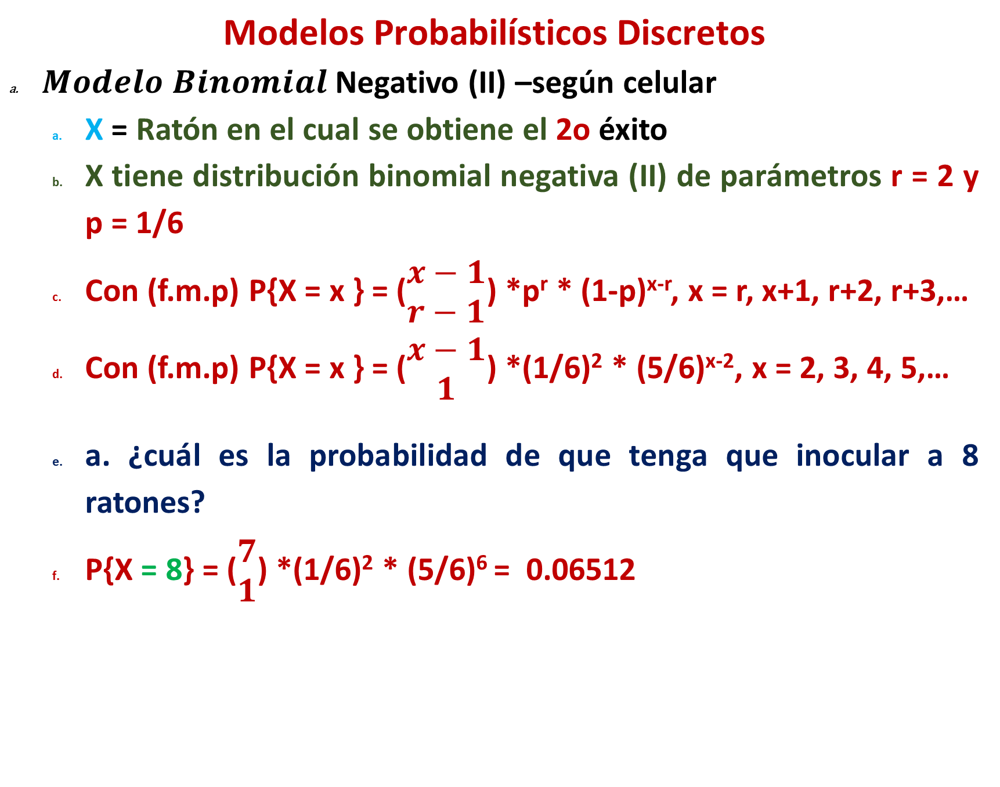 Modelos Probabilísticos Discretos
a. Modelo Binomial Negativo (II) –según celular
a. X = Ratón en el cual se obtiene el 2o éxito
b. X tiene distribución binomial negativa (II) de parámetros r = 2 y
p = 1/6
c. Con (f.m.p) P{X = x } = (x − 1 r − 1) *p^r * (1-p)^x-r, x = r, x+1, r+2, r+3,…
d. Con (f.m.p) P{X = x } = (x − 1 1) *(1/6)² * (5/6)^x-2, x = 2, 3, 4, 5,…
e. a. ¿cuál es la probabilidad de que tenga que inocular a 8
ratones?
f. P{X = 8} = (7 1) *(1/6)² * (5/6)⁶ = 0.06512